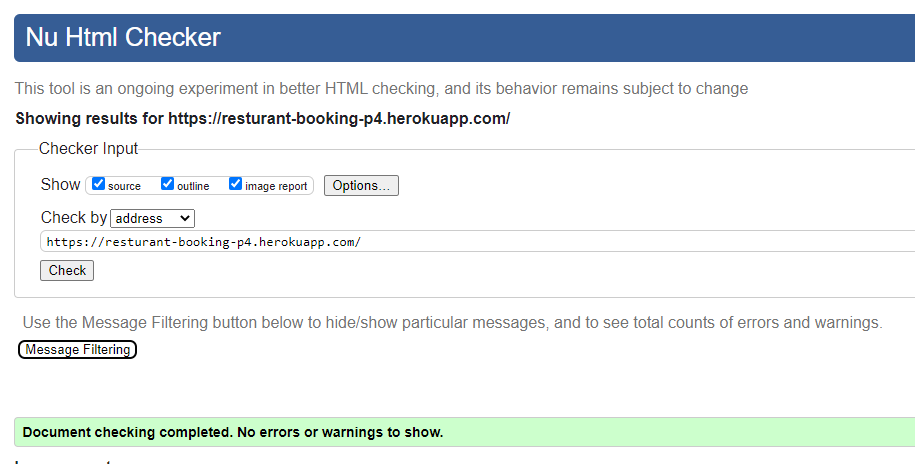 Nu Html Checker
This tool is an ongoing experiment in better HTML checking, and its behavior remains subject to change
Showing results for https://resturant-booking-p4.herokuapp.com/
Checker Input
Show source outline image report Options...
Check by address
https://resturant-booking-p4.herokuapp.com/
Check
Use the Message Filtering button below to hide/show particular messages, and to see total counts of errors and warnings.
Message Filtering
Document checking completed. No errors or warnings to show.